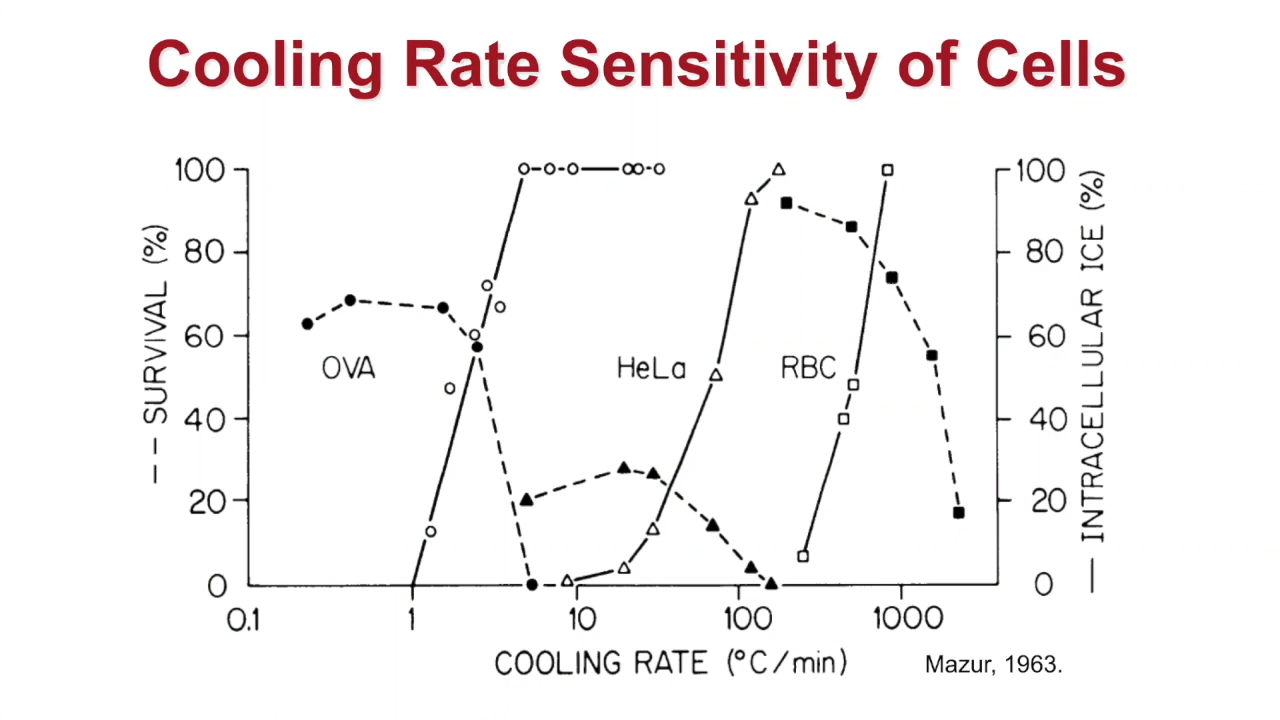 Cooling Rate Sensitivity of Cells
100
80
60
40
20
0
-- SURVIVAL (%)
OVA
HeLa
RBC
100
80
60
40
20
0
— INTRACELLULAR ICE (%)
0.1 1 10 100 1000
COOLING RATE (°C/min)
Mazur, 1963.